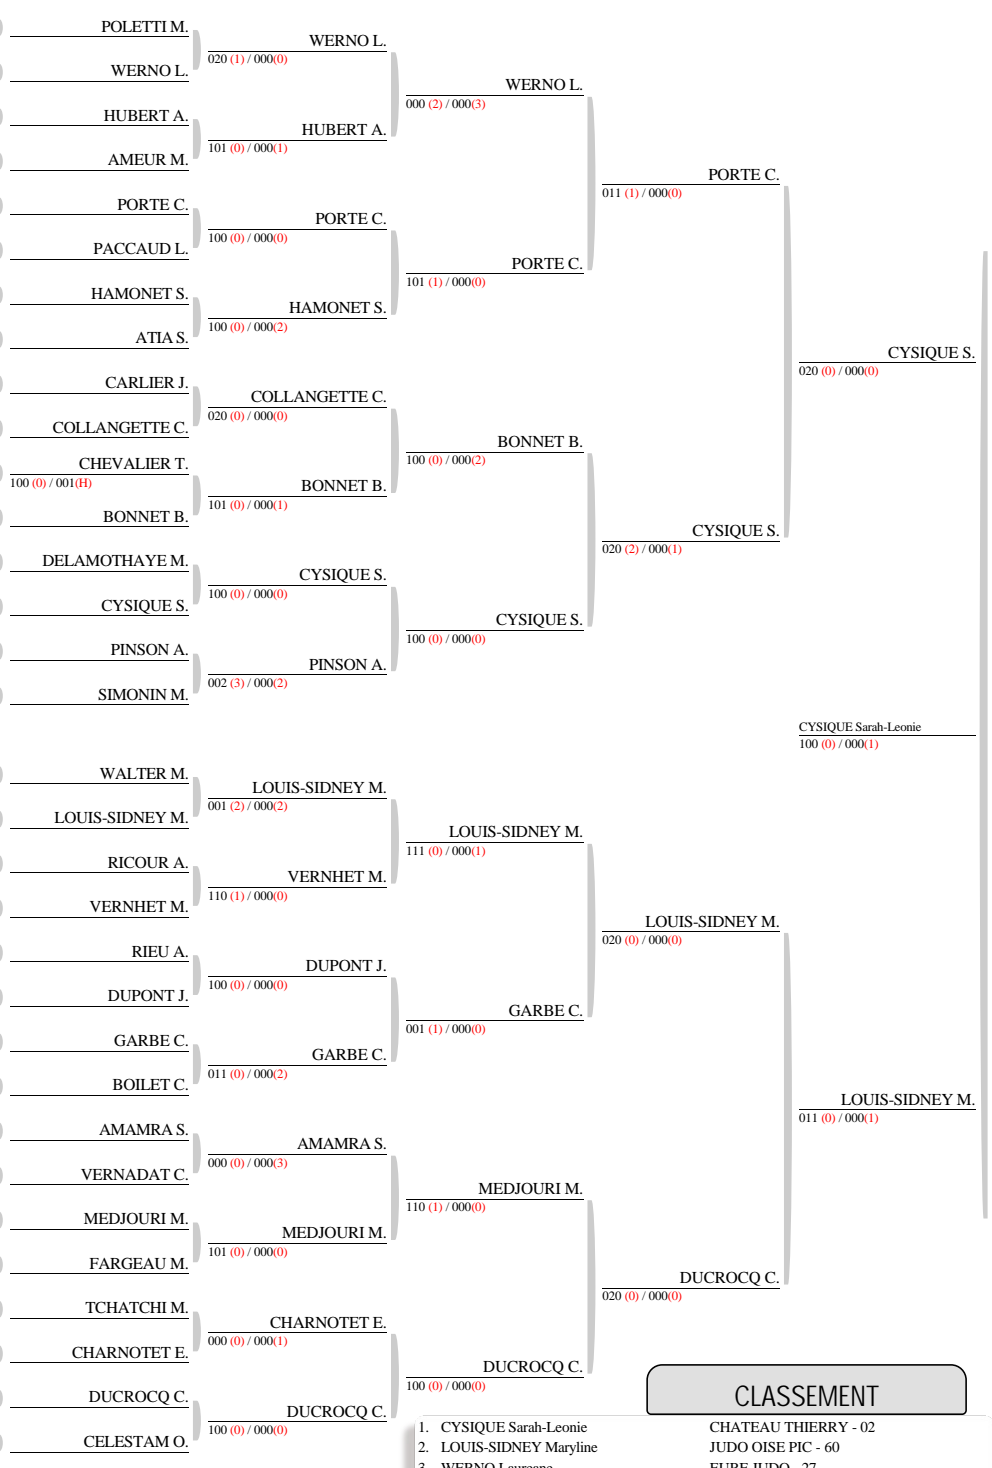 POLETTI M.
WERNO L.
020 (1) / 000(0)
WERNO L.
WERNO L.
000 (2) / 000(3)
HUBERT A.
HUBERT A.
101 (0) / 000(1)
AMEUR M.
PORTE C.
011 (1) / 000(0)
PORTE C.
PORTE C.
100 (0) / 000(0)
PACCAUD L.
PORTE C.
101 (1) / 000(0)
HAMONET S.
HAMONET S.
100 (0) / 000(2)
ATIA S.
CYSIQUE S.
020 (0) / 000(0)
CARLIER J.
COLLANGETTE C.
020 (0) / 000(0)
COLLANGETTE C.
BONNET B.
100 (0) / 000(2)
CHEVALIER T.
100 (0) / 001(H)
BONNET B.
101 (0) / 000(1)
BONNET B.
CYSIQUE S.
020 (2) / 000(1)
DELAMOTHAYE M.
CYSIQUE S.
100 (0) / 000(0)
CYSIQUE S.
CYSIQUE S.
100 (0) / 000(0)
PINSON A.
PINSON A.
002 (3) / 000(2)
SIMONIN M.
CYSIQUE Sarah-Leonie
100 (0) / 000(1)
WALTER M.
LOUIS-SIDNEY M.
001 (2) / 000(2)
LOUIS-SIDNEY M.
LOUIS-SIDNEY M.
111 (0) / 000(1)
RICOUR A.
VERNHET M.
110 (1) / 000(0)
VERNHET M.
LOUIS-SIDNEY M.
020 (0) / 000(0)
RIEU A.
DUPONT J.
100 (0) / 000(0)
DUPONT J.
GARBE C.
001 (1) / 000(0)
GARBE C.
GARBE C.
011 (0) / 000(2)
BOILET C.
LOUIS-SIDNEY M.
011 (0) / 000(1)
AMAMRA S.
AMAMRA S.
000 (0) / 000(3)
VERNADAT C.
MEDJOURI M.
110 (1) / 000(0)
MEDJOURI M.
MEDJOURI M.
101 (0) / 000(0)
FARGEAU M.
DUCROCQ C.
020 (0) / 000(0)
TCHATCHI M.
CHARNOTET E.
000 (0) / 000(1)
CHARNOTET E.
DUCROCQ C.
100 (0) / 000(0)
DUCROCQ C.
DUCROCQ C.
100 (0) / 000(0)
CELESTAM O.
CLASSEMENT
1. CYSIQUE Sarah-Leonie CHATEAU THIERRY - 02
2. LOUIS-SIDNEY Maryline JUDO OISE PIC - 60
3. WERNO Laureane EURE JUDO - 27